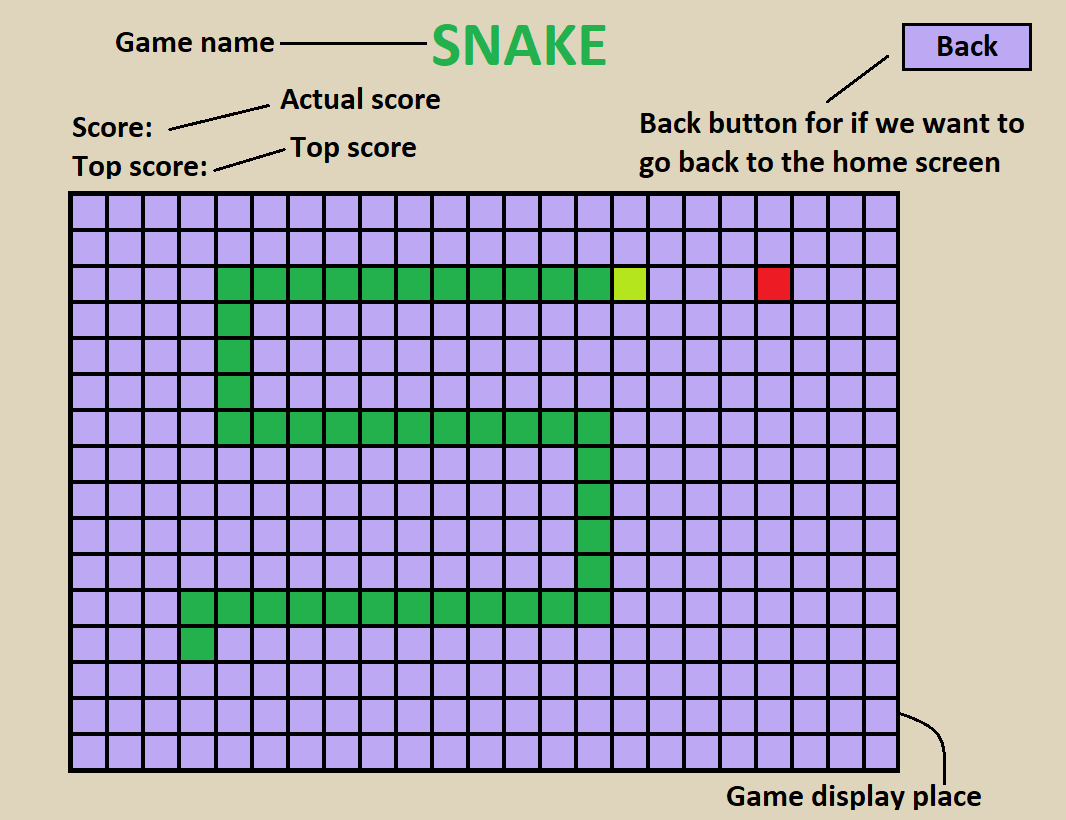 Game name
SNAKE
Back
Actual score
Score:
Top score
Top score:
Back button for if we want to
go back to the home screen
Game display place